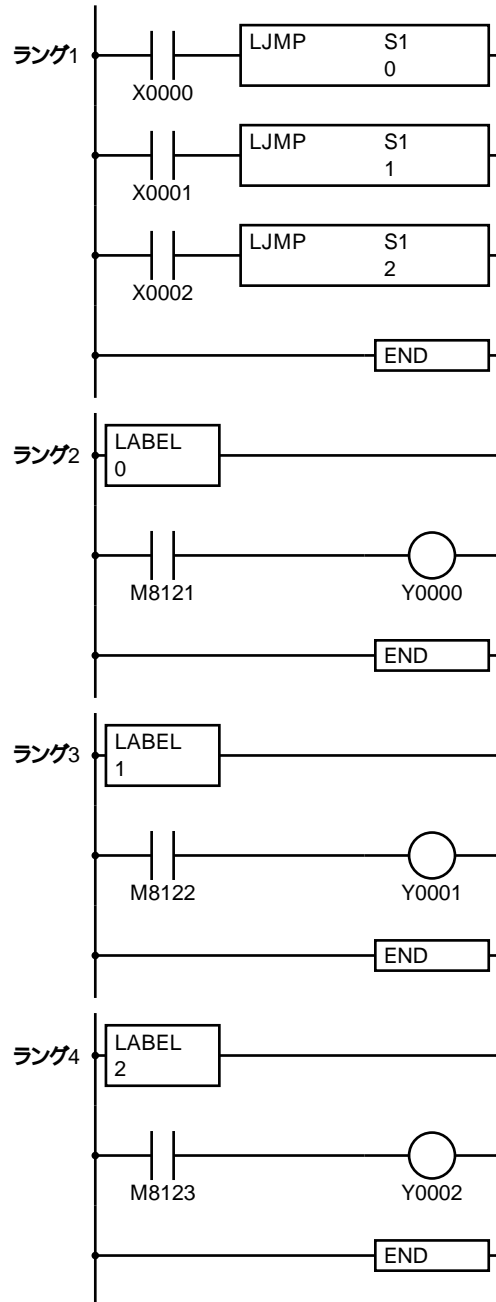 ラング1
LJMP S1
0
X0000
LJMP S1
1
X0001
LJMP S1
2
X0002
END
ラング2
LABEL
0
M8121
Y0000
END
ラング3
LABEL
1
M8122
Y0001
END
ラング4
LABEL
2
M8123
Y0002
END